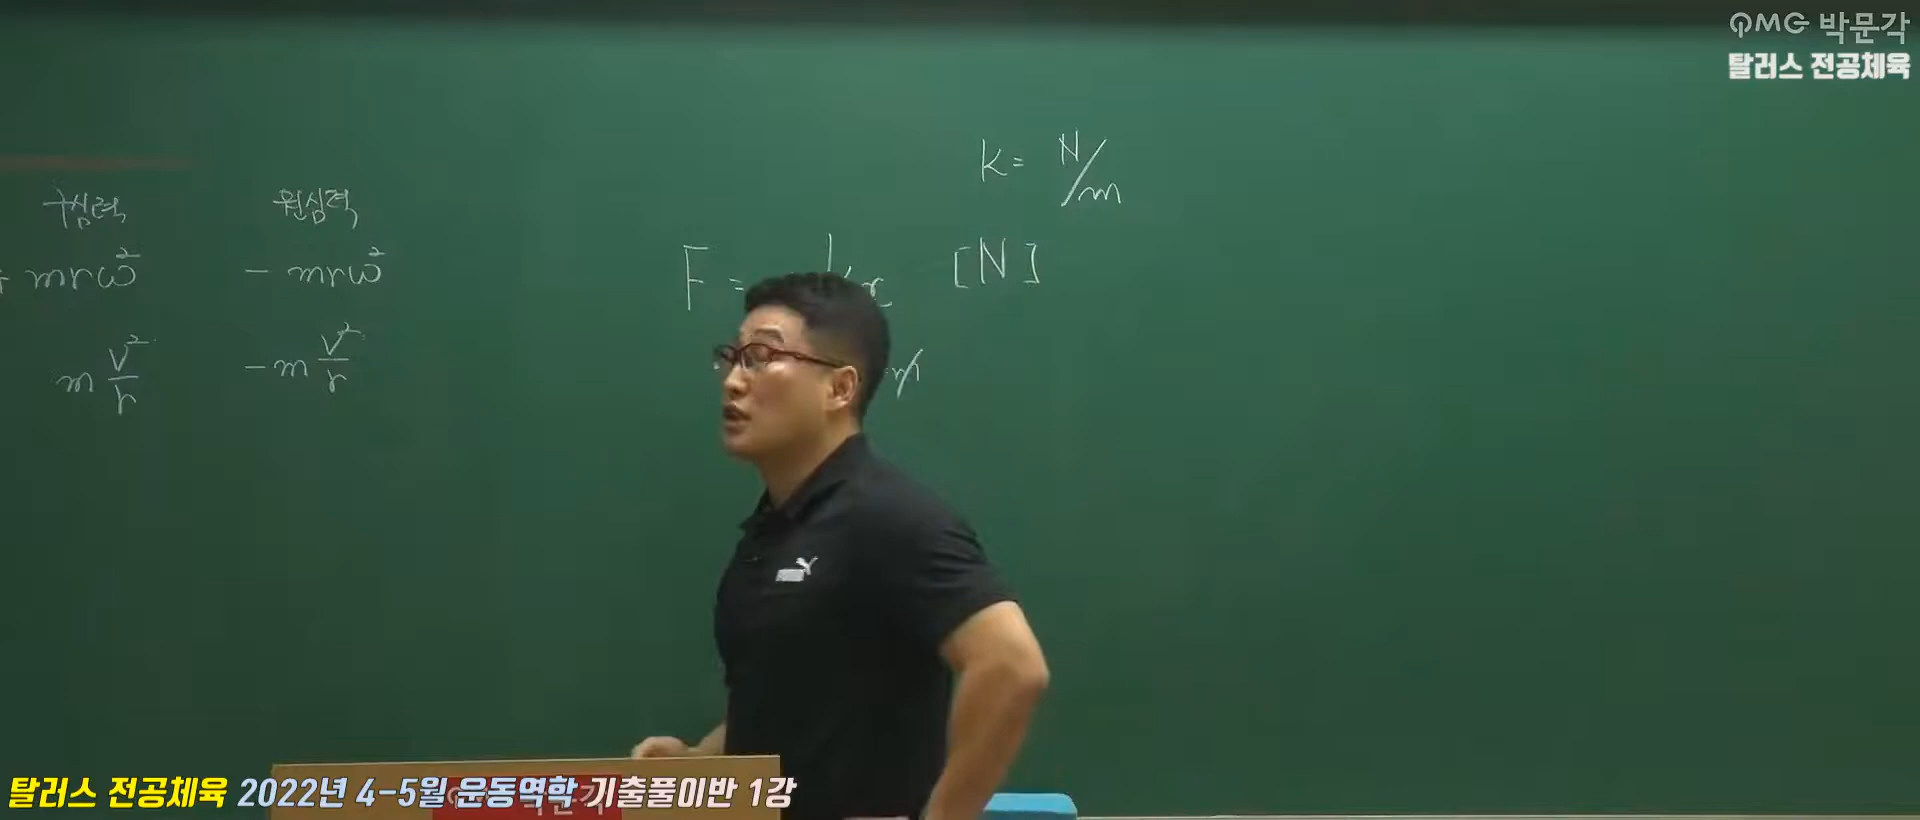 PMG 박문각
탈러스 전공체육
k = N/m
구심력 원심력
+ mrω² - mrω²
F = kx [N]
m v²/r - m v²/r
m
PUMA
탈러스 전공체육 2022년 4-5월 운동역학 기출풀이반 1강